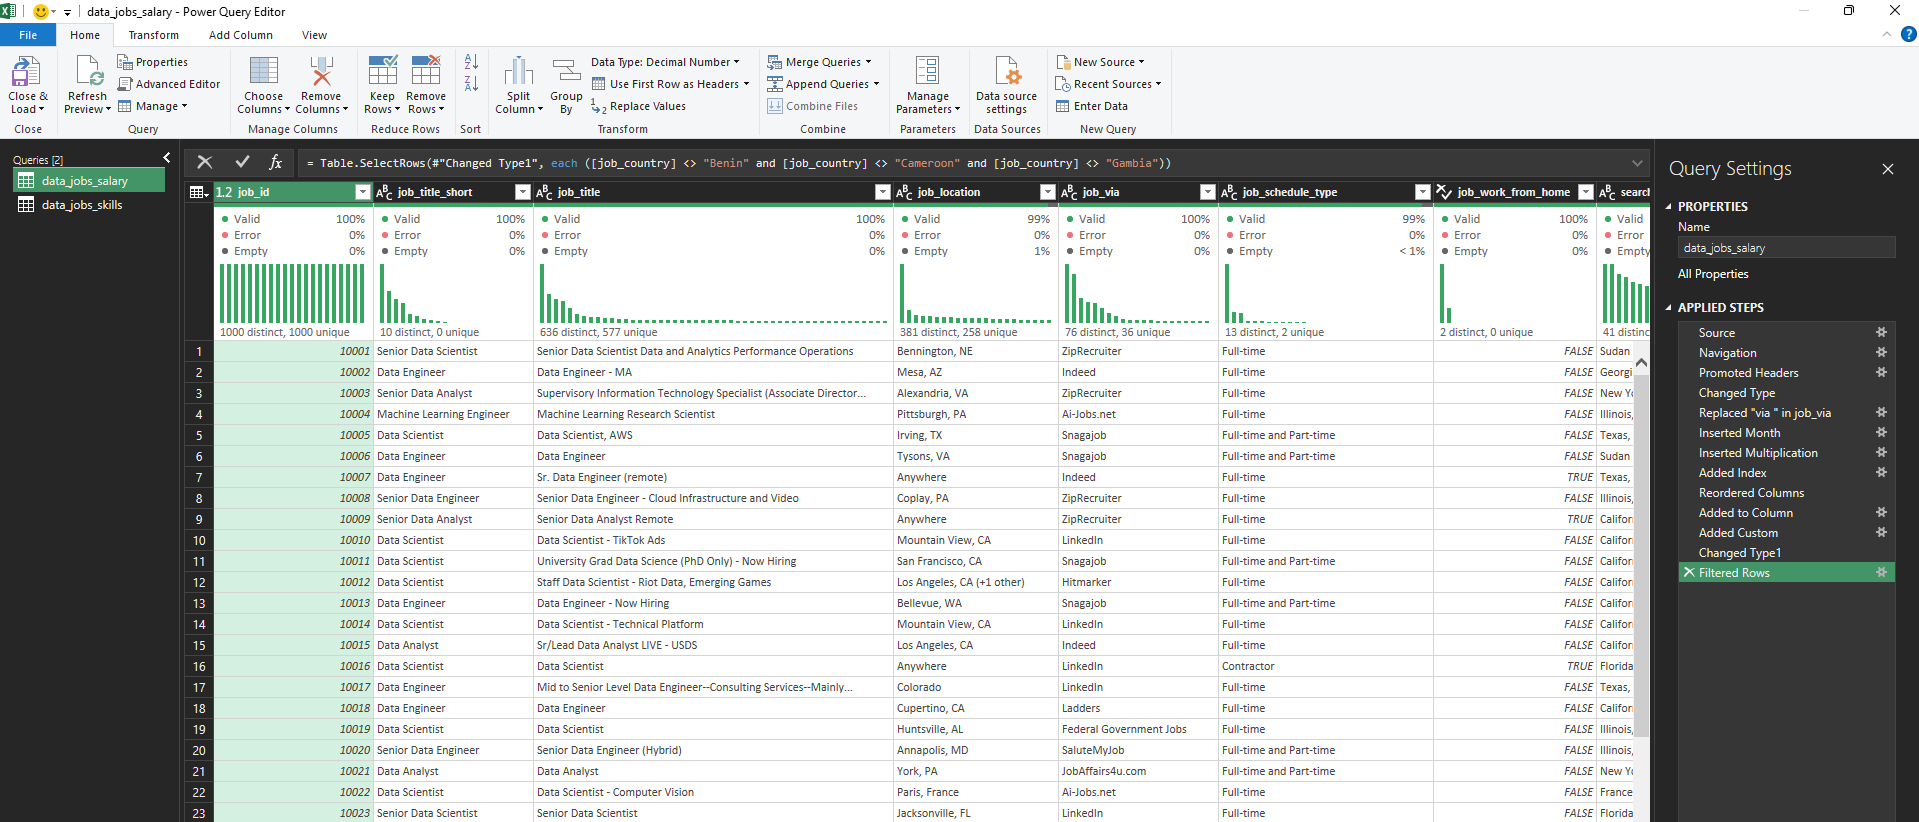 data_jobs_salary - Power Query Editor
File Home Transform Add Column View
Close & Load
Close
Refresh Preview
Properties
Advanced Editor
Manage
Query
Choose Columns
Remove Columns
Manage Columns
Keep Rows
Remove Rows
Reduce Rows
Sort
Split Column
Group By
Data Type: Decimal Number
Use First Row as Headers
Replace Values
Transform
Merge Queries
Append Queries
Combine Files
Combine
Manage Parameters
Parameters
Data source settings
Data Sources
New Source
Recent Sources
Enter Data
New Query
Queries [2]
data_jobs_salary
data_jobs_skills
= Table.SelectRows(#"Changed Type1", each ([job_country] <> "Benin" and [job_country] <> "Cameroon" and [job_country] <> "Gambia"))
1.2 job_id ABC job_title_short ABC job_title ABC job_location ABC job_via ABC job_schedule_type job_work_from_home ABC search
Valid 100% Valid 100% Valid 100% Valid 99% Valid 100% Valid 99% Valid 100% Valid
Error 0% Error 0% Error 0% Error 0% Error 0% Error 0% Error 0% Error
Empty 0% Empty 0% Empty 0% Empty 1% Empty 0% Empty < 1% Empty 0% Empty
1000 distinct, 1000 unique 10 distinct, 0 unique 636 distinct, 577 unique 381 distinct, 258 unique 76 distinct, 36 unique 13 distinct, 2 unique 2 distinct, 0 unique 41 distinc
1 10001 Senior Data Scientist Senior Data Scientist Data and Analytics Performance Operations Bennington, NE ZipRecruiter Full-time FALSE Sudan
2 10002 Data Engineer Data Engineer - MA Mesa, AZ Indeed Full-time FALSE Georgi
3 10003 Senior Data Analyst Supervisory Information Technology Specialist (Associate Director... Alexandria, VA ZipRecruiter Full-time FALSE New Yo
4 10004 Machine Learning Engineer Machine Learning Research Scientist Pittsburgh, PA Ai-Jobs.net Full-time FALSE Illinois,
5 10005 Data Scientist Data Scientist, AWS Irving, TX Snagajob Full-time and Part-time FALSE Texas,
6 10006 Data Engineer Data Engineer Tysons, VA Snagajob Full-time and Part-time FALSE Sudan
7 10007 Data Engineer Sr. Data Engineer (remote) Anywhere Indeed Full-time TRUE Texas,
8 10008 Senior Data Engineer Senior Data Engineer - Cloud Infrastructure and Video Coplay, PA ZipRecruiter Full-time FALSE Illinois,
9 10009 Senior Data Analyst Senior Data Analyst Remote Anywhere ZipRecruiter Full-time TRUE Califor
10 10010 Data Scientist Data Scientist - TikTok Ads Mountain View, CA LinkedIn Full-time FALSE Califor
11 10011 Data Scientist University Grad Data Science (PhD Only) - Now Hiring San Francisco, CA Snagajob Full-time and Part-time FALSE Califor
12 10012 Data Scientist Staff Data Scientist - Riot Data, Emerging Games Los Angeles, CA (+1 other) Hitmarker Full-time FALSE Califor
13 10013 Data Engineer Data Engineer - Now Hiring Bellevue, WA Snagajob Full-time and Part-time FALSE Califor
14 10014 Data Scientist Data Scientist - Technical Platform Mountain View, CA LinkedIn Full-time FALSE Califor
15 10015 Data Analyst Sr/Lead Data Analyst LIVE - USDS Los Angeles, CA Indeed Full-time FALSE Califor
16 10016 Data Scientist Data Scientist Anywhere LinkedIn Contractor TRUE Florida
17 10017 Data Engineer Mid to Senior Level Data Engineer--Consulting Services--Mainly... Colorado LinkedIn Full-time FALSE Texas,
18 10018 Data Engineer Data Engineer Cupertino, CA Ladders Full-time FALSE Califor
19 10019 Data Scientist Data Scientist Huntsville, AL Federal Government Jobs Full-time FALSE Illinois,
20 10020 Senior Data Engineer Senior Data Engineer (Hybrid) Annapolis, MD SaluteMyJob Full-time and Part-time FALSE Illinois,
21 10021 Data Analyst Data Analyst York, PA JobAffairs4u.com Full-time and Part-time FALSE New Yo
22 10022 Data Scientist Data Scientist - Computer Vision Paris, France Ai-Jobs.net Full-time FALSE France
23 10023 Senior Data Scientist Senior Data Scientist Jacksonville, FL LinkedIn Full-time FALSE Florida
Query Settings
PROPERTIES
Name
data_jobs_salary
All Properties
APPLIED STEPS
Source
Navigation
Promoted Headers
Changed Type
Replaced "via " in job_via
Inserted Month
Inserted Multiplication
Added Index
Reordered Columns
Added to Column
Added Custom
Changed Type1
Filtered Rows